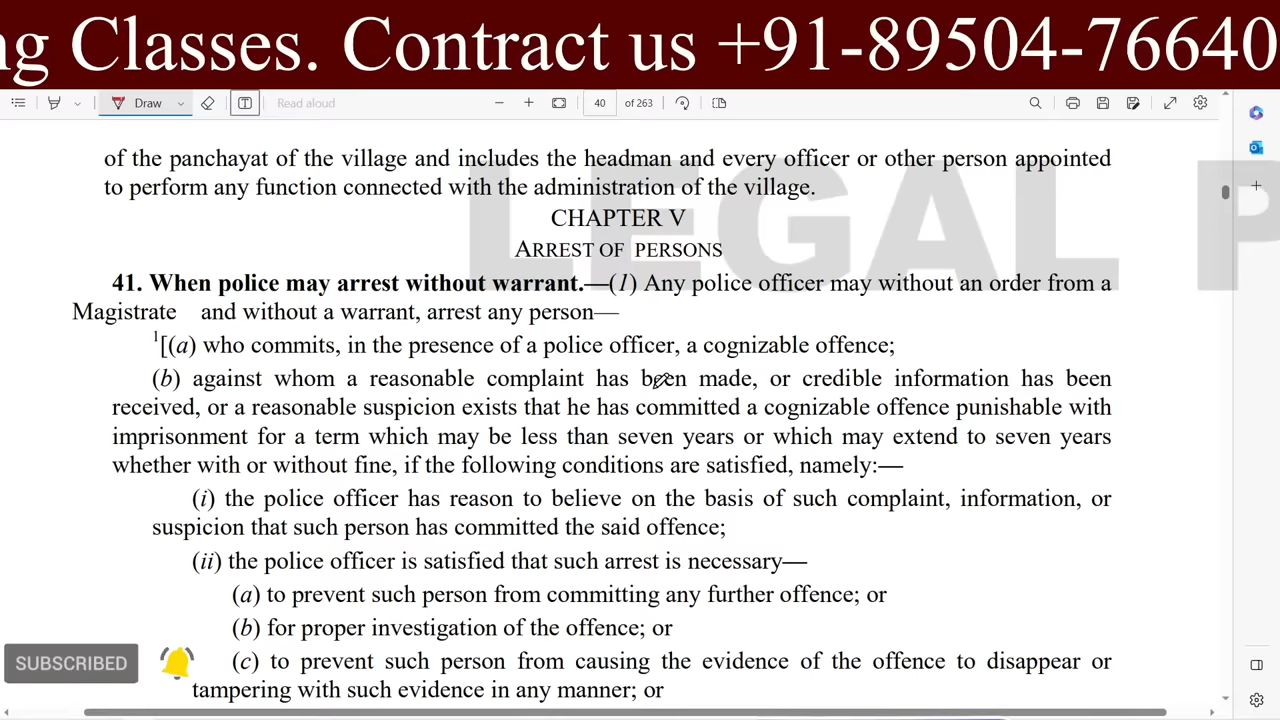 ng Classes. Contract us +91-89504-76640
Draw
Read aloud
40 of 263
of the panchayat of the village and includes the headman and every officer or other person appointed
to perform any function connected with the administration of the village.
LEGAL P
CHAPTER V
ARREST OF PERSONS
41. When police may arrest without warrant.—(1) Any police officer may without an order from a
Magistrate and without a warrant, arrest any person—
1[(a) who commits, in the presence of a police officer, a cognizable offence;
(b) against whom a reasonable complaint has been made, or credible information has been
received, or a reasonable suspicion exists that he has committed a cognizable offence punishable with
imprisonment for a term which may be less than seven years or which may extend to seven years
whether with or without fine, if the following conditions are satisfied, namely:—
(i) the police officer has reason to believe on the basis of such complaint, information, or
suspicion that such person has committed the said offence;
(ii) the police officer is satisfied that such arrest is necessary—
(a) to prevent such person from committing any further offence; or
(b) for proper investigation of the offence; or
(c) to prevent such person from causing the evidence of the offence to disappear or
tampering with such evidence in any manner; or
SUBSCRIBED